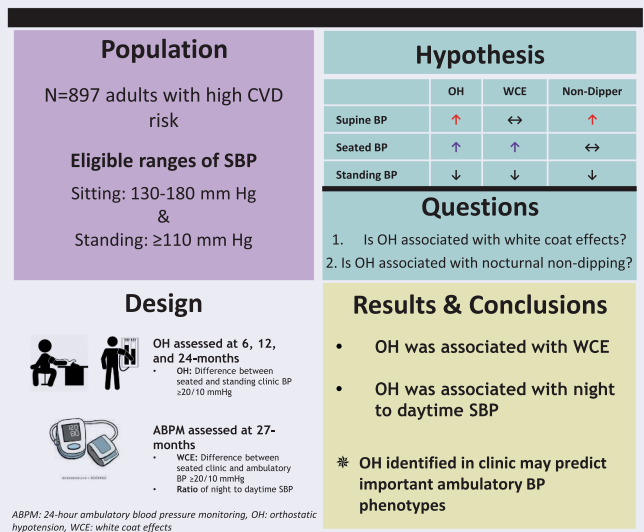 Population
N=897 adults with high CVD
risk
Eligible ranges of SBP
Sitting: 130-180 mm Hg
&
Standing: ≥110 mm Hg
Hypothesis
OH WCE Non-Dipper
Supine BP ↑ ↔ ↑
Seated BP ↑ ↑ ↔
Standing BP ↓ ↓ ↓
Questions
1. Is OH associated with white coat effects?
2. Is OH associated with nocturnal non-dipping?
Design
OH assessed at 6, 12,
and 24-months
• OH: Difference between
seated and standing clinic BP
≥20/10 mmHg
ABPM assessed at 27-
months
• WCE: Difference between
seated clinic and ambulatory
BP ≥20/10 mmHg
• Ratio of night to daytime SBP
Results & Conclusions
• OH was associated with WCE
• OH was associated with night
to daytime SBP
✵ OH identified in clinic may predict
important ambulatory BP
phenotypes
ABPM: 24-hour ambulatory blood pressure monitoring, OH: orthostatic
hypotension, WCE: white coat effects